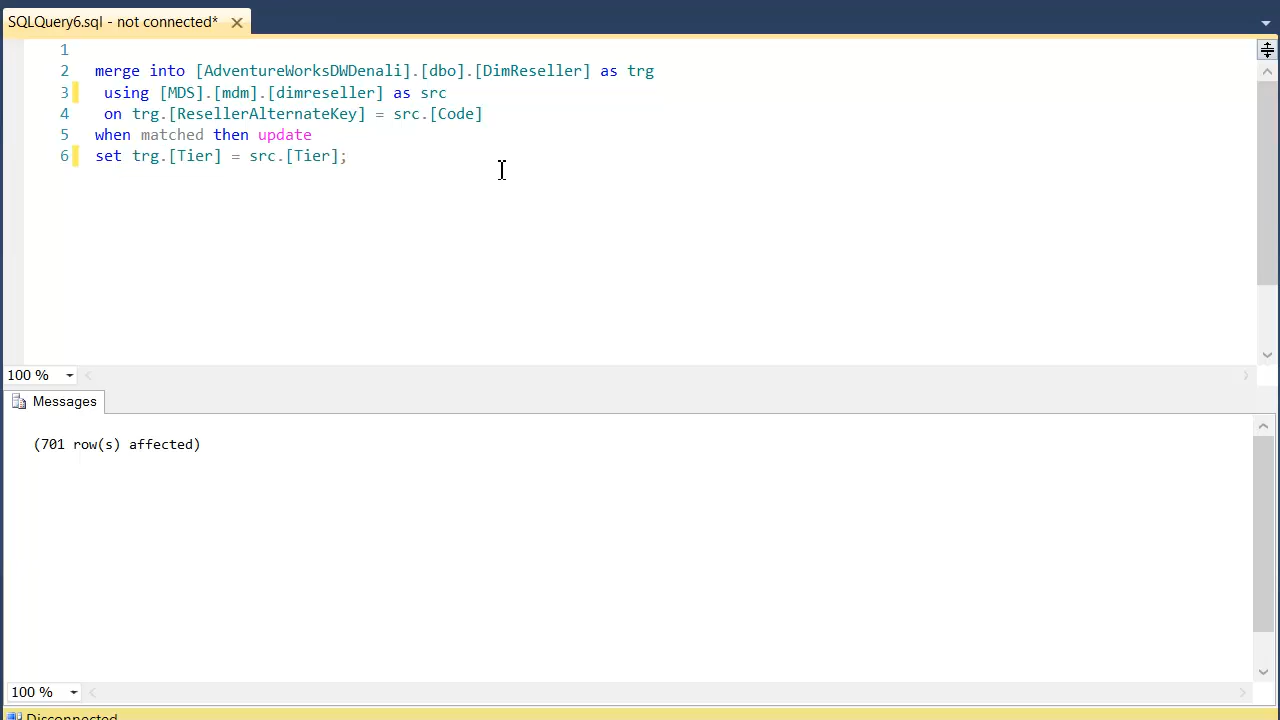 SQLQuery6.sql - not connected*
1
2 merge into [AdventureWorksDWDenali].[dbo].[DimReseller] as trg
3 using [MDS].[mdm].[dimreseller] as src
4 on trg.[ResellerAlternateKey] = src.[Code]
5 when matched then update
6 set trg.[Tier] = src.[Tier];
100 %
Messages
(701 row(s) affected)
100 %
Disconnected